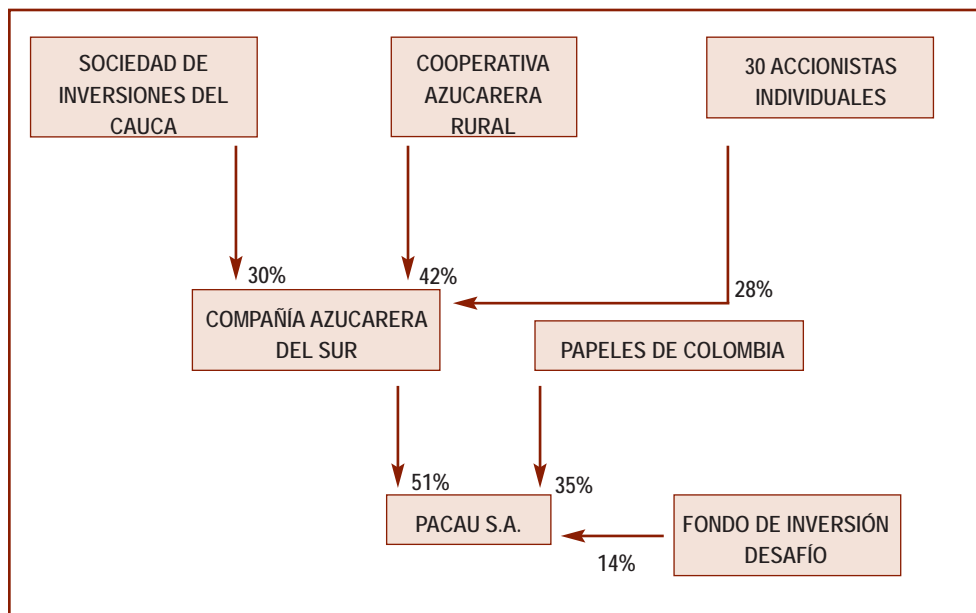 SOCIEDAD DE
INVERSIONES DEL
CAUCA
COOPERATIVA
AZUCARERA
RURAL
30 ACCIONISTAS
INDIVIDUALES
30%
42%
28%
COMPAÑÍA AZUCARERA
DEL SUR
PAPELES DE COLOMBIA
51%
35%
PACAU S.A.
FONDO DE INVERSIÓN
DESAFÍO
14%